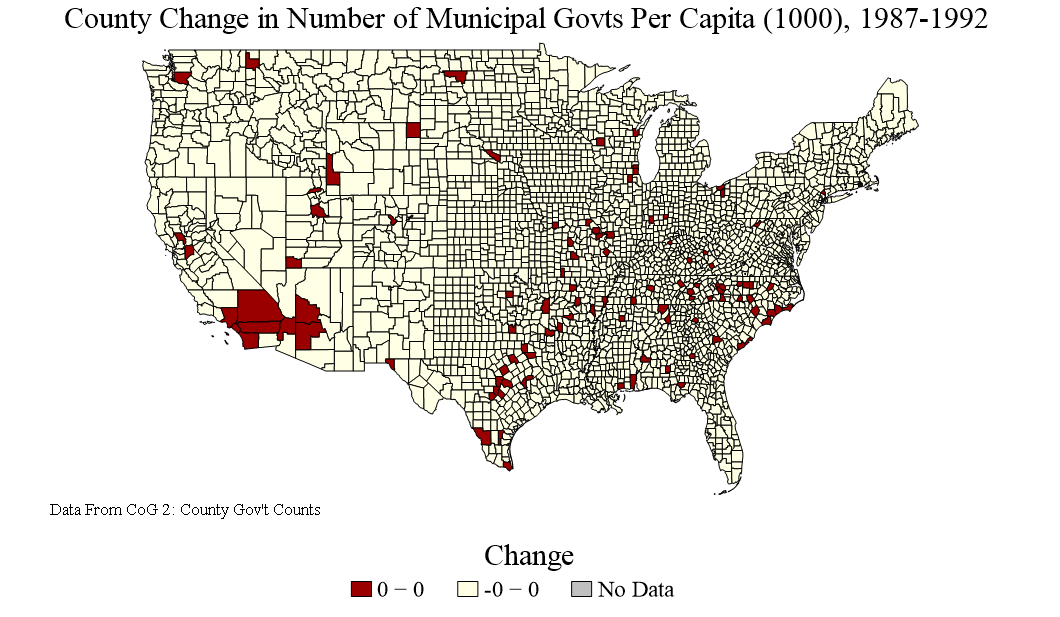 County Change in Number of Municipal Govts Per Capita (1000), 1987-1992
Data From CoG 2: County Gov't Counts
Change
0 − 0
-0 − 0
No Data